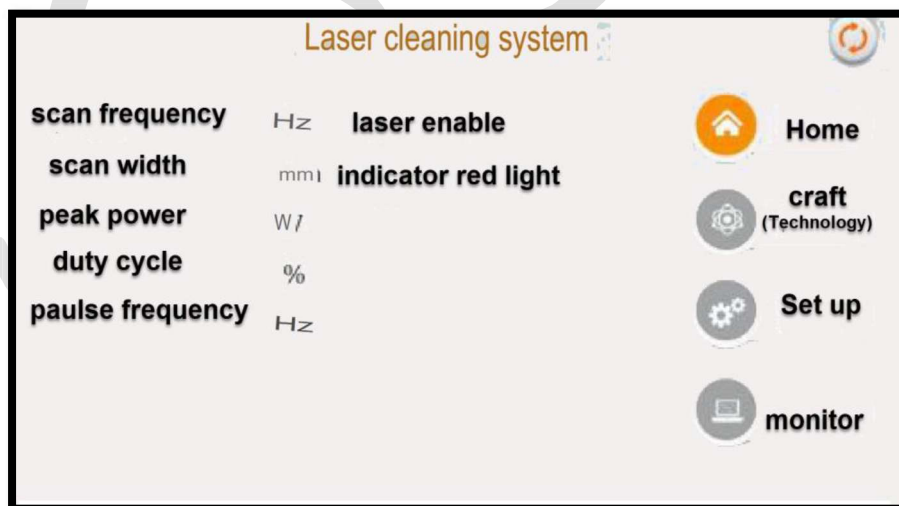 Laser cleaning system
scan frequency Hz laser enable
scan width mm indicator red light
peak power W
duty cycle %
paulse frequency Hz
Home
craft
(Technology)
Set up
monitor